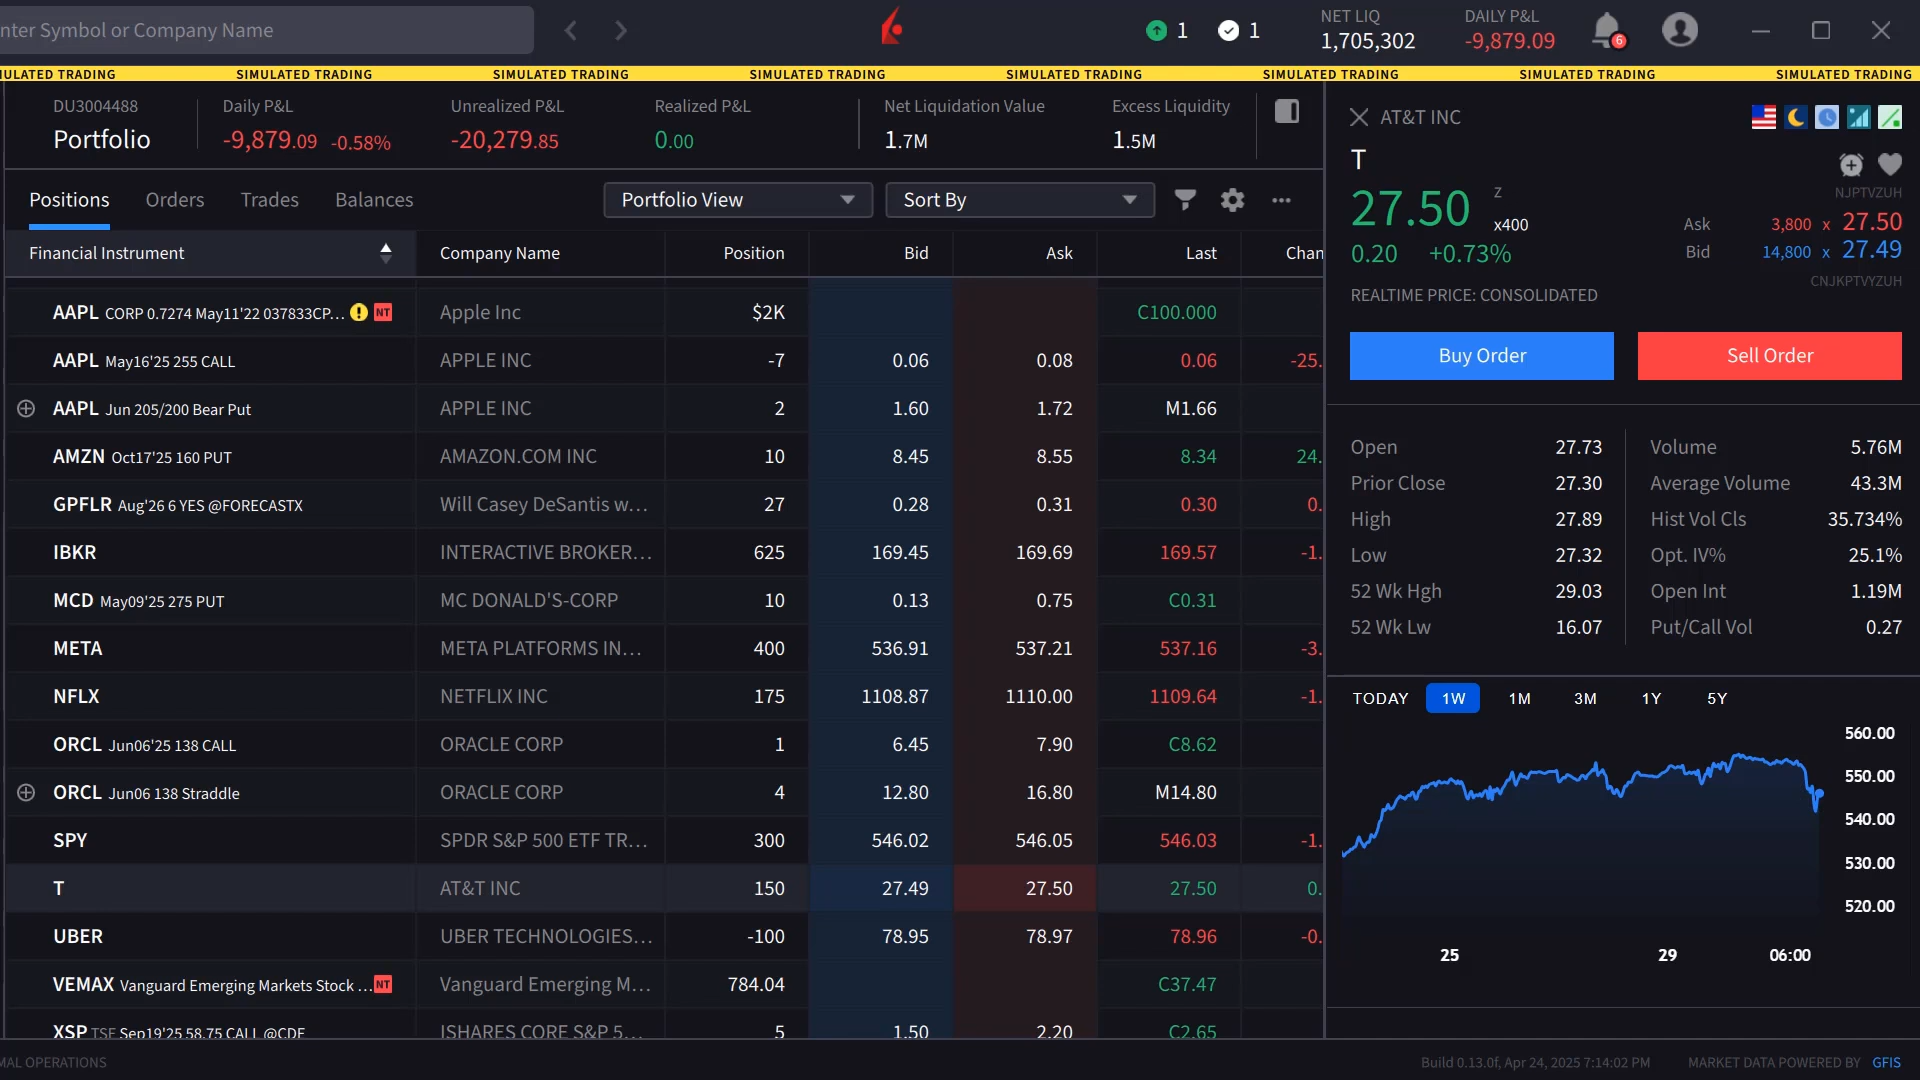 nter Symbol or Company Name
1
1
NET LIQ
1,705,302
DAILY P&L
-9,879.09
6
ULATED TRADING SIMULATED TRADING SIMULATED TRADING SIMULATED TRADING SIMULATED TRADING SIMULATED TRADING SIMULATED TRADING SIMULATED TRADING
DU3004488
Portfolio
Daily P&L
-9,879.09 -0.58%
Unrealized P&L
-20,279.85
Realized P&L
0.00
Net Liquidation Value
1.7M
Excess Liquidity
1.5M
Positions Orders Trades Balances Portfolio View Sort By
Financial Instrument Company Name Position Bid Ask Last Chan
AAPL CORP 0.7274 May11'22 037833CP... NT Apple Inc $2K C100.000
AAPL May16'25 255 CALL APPLE INC -7 0.06 0.08 0.06 -25.
AAPL Jun 205/200 Bear Put APPLE INC 2 1.60 1.72 M1.66
AMZN Oct17'25 160 PUT AMAZON.COM INC 10 8.45 8.55 8.34 24.
GPFLR Aug'26 6 YES @FORECASTX Will Casey DeSantis w... 27 0.28 0.31 0.30 0.
IBKR INTERACTIVE BROKER... 625 169.45 169.69 169.57 -1.
MCD May09'25 275 PUT MC DONALD'S-CORP 10 0.13 0.75 C0.31
META META PLATFORMS IN... 400 536.91 537.21 537.16 -3.
NFLX NETFLIX INC 175 1108.87 1110.00 1109.64 -1.
ORCL Jun06'25 138 CALL ORACLE CORP 1 6.45 7.90 C8.62
ORCL Jun06 138 Straddle ORACLE CORP 4 12.80 16.80 M14.80
SPY SPDR S&P 500 ETF TR... 300 546.02 546.05 546.03 -1.
T AT&T INC 150 27.49 27.50 27.50 0.
UBER UBER TECHNOLOGIES... -100 78.95 78.97 78.96 -0.
VEMAX Vanguard Emerging Markets Stock ... NT Vanguard Emerging M... 784.04 C37.47
XSP TSE Sep19'25 58.75 CALL @CDE ISHARES CORE S&P 5... 5 1.50 2.20 C2.65
AT&T INC
T
27.50 Z x400
0.20 +0.73%
REALTIME PRICE: CONSOLIDATED
NJPTVZUH
Ask 3,800 x 27.50
Bid 14,800 x 27.49
CNJKPTVYZUH
Buy Order Sell Order
Open 27.73 Volume 5.76M
Prior Close 27.30 Average Volume 43.3M
High 27.89 Hist Vol Cls 35.734%
Low 27.32 Opt. IV% 25.1%
52 Wk Hgh 29.03 Open Int 1.19M
52 Wk Lw 16.07 Put/Call Vol 0.27
TODAY 1W 1M 3M 1Y 5Y
560.00
550.00
540.00
530.00
520.00
25 29 06:00
MAL OPERATIONS Build 0.13.0f, Apr 24, 2025 7:14:02 PM MARKET DATA POWERED BY GFIS